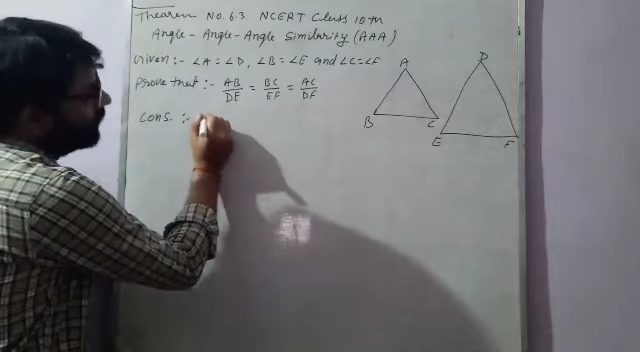 Theorem No. 6.3 NCERT Class 10th
Angle-Angle-Angle Similarity (AAA)
Given :- ∠A = ∠D, ∠B = ∠E and ∠C = ∠F
Prove that :- AB/DE = BC/EF = AC/DF
Cons. :-
A
B
C
D
E
F